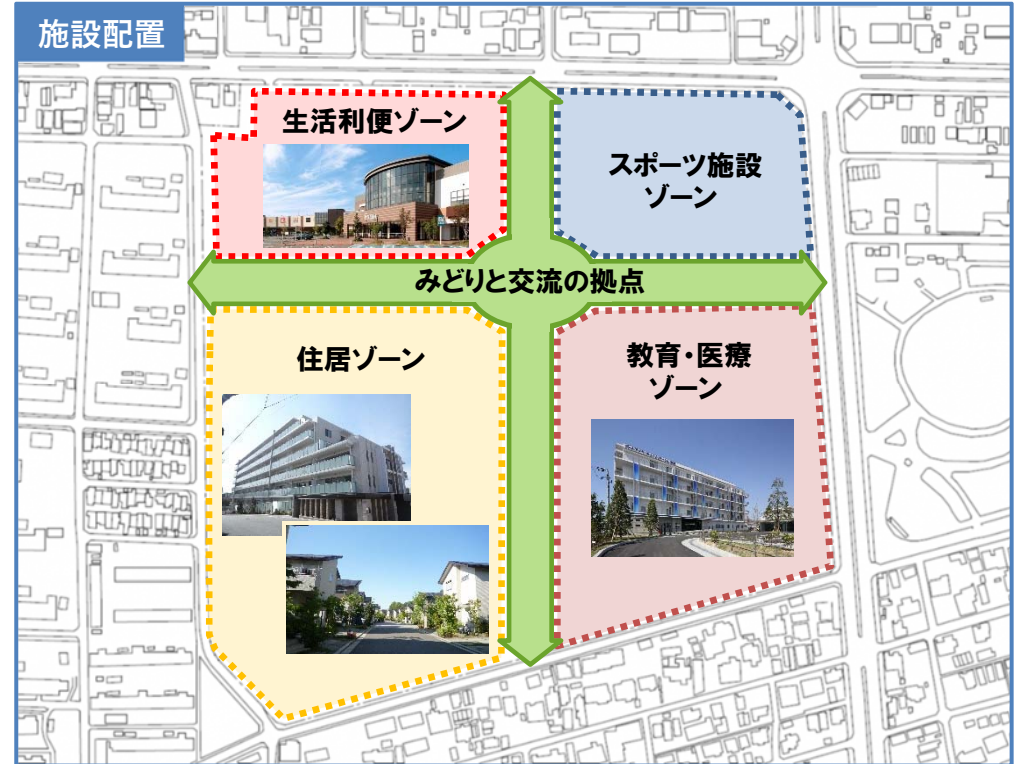 施設配置
生活利便ゾーン
スポーツ施設
ゾーン
みどりと交流の拠点
住居ゾーン
教育・医療
ゾーン